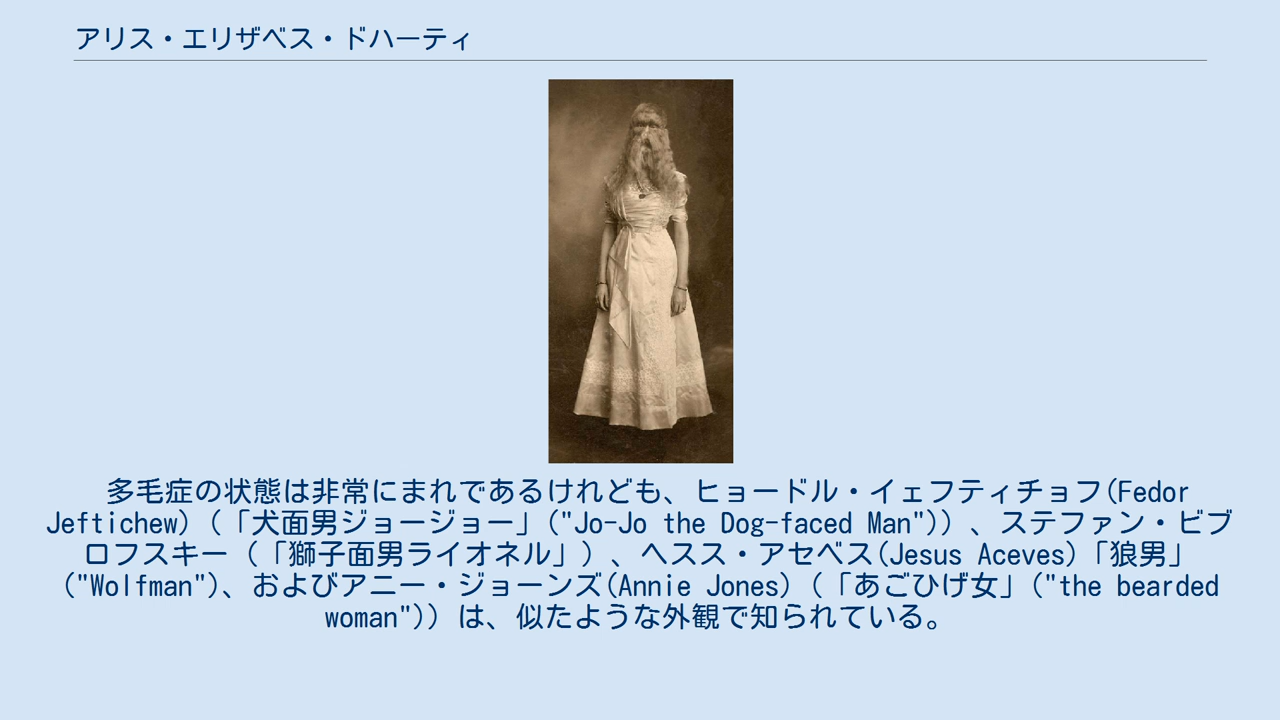 アリス・エリザベス・ドハーティ
多毛症の状態は非常にまれであるけれども、ヒョードル・イェフティチョフ(Fedor
Jeftichew)(「犬面男ジョージョー」("Jo-Jo the Dog-faced Man"))、ステファン・ビブ
ロフスキー(「獅子面男ライオネル」)、ヘスス・アセベス(Jesus Aceves)「狼男」
("Wolfman")、およびアニー・ジョーンズ(Annie Jones)(「あごひげ女」("the bearded
woman"))は、似たような外観で知られている。